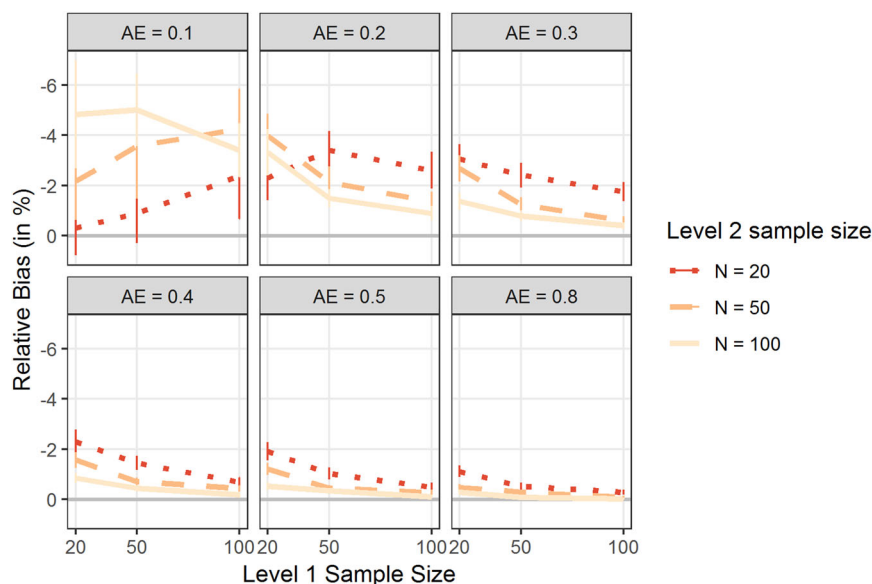 AE = 0.1 AE = 0.2 AE = 0.3
-6
-4
-2
0
Relative Bias (in %)
Level 2 sample size
N = 20
N = 50
N = 100
AE = 0.4 AE = 0.5 AE = 0.8
-6
-4
-2
0
20 50 100 20 50 100 20 50 100
Level 1 Sample Size